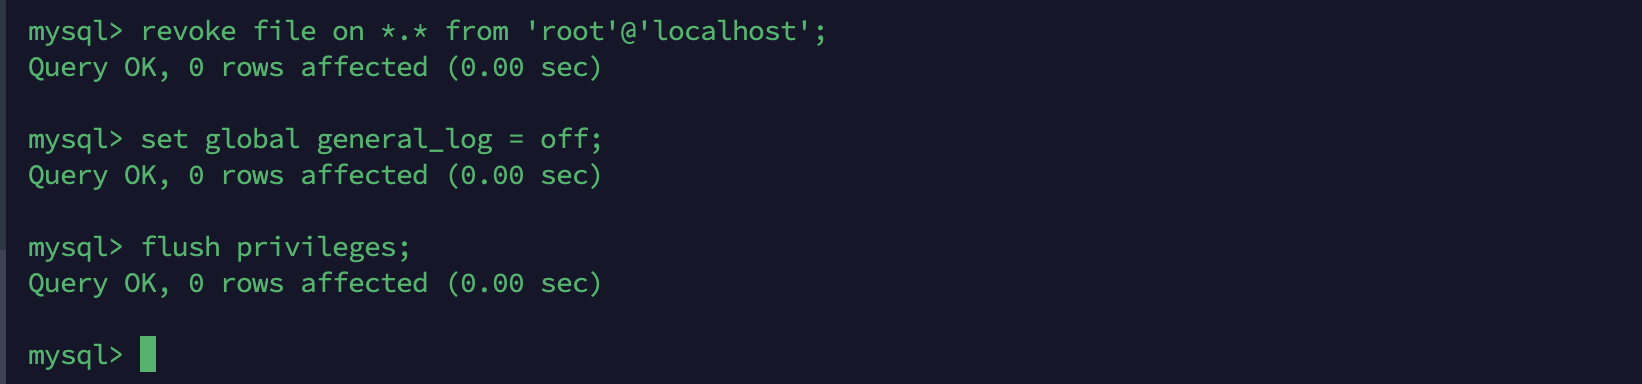 mysql> revoke file on *.* from 'root'@'localhost';
Query OK, 0 rows affected (0.00 sec)
mysql> set global general_log = off;
Query OK, 0 rows affected (0.00 sec)
mysql> flush privileges;
Query OK, 0 rows affected (0.00 sec)
mysql>